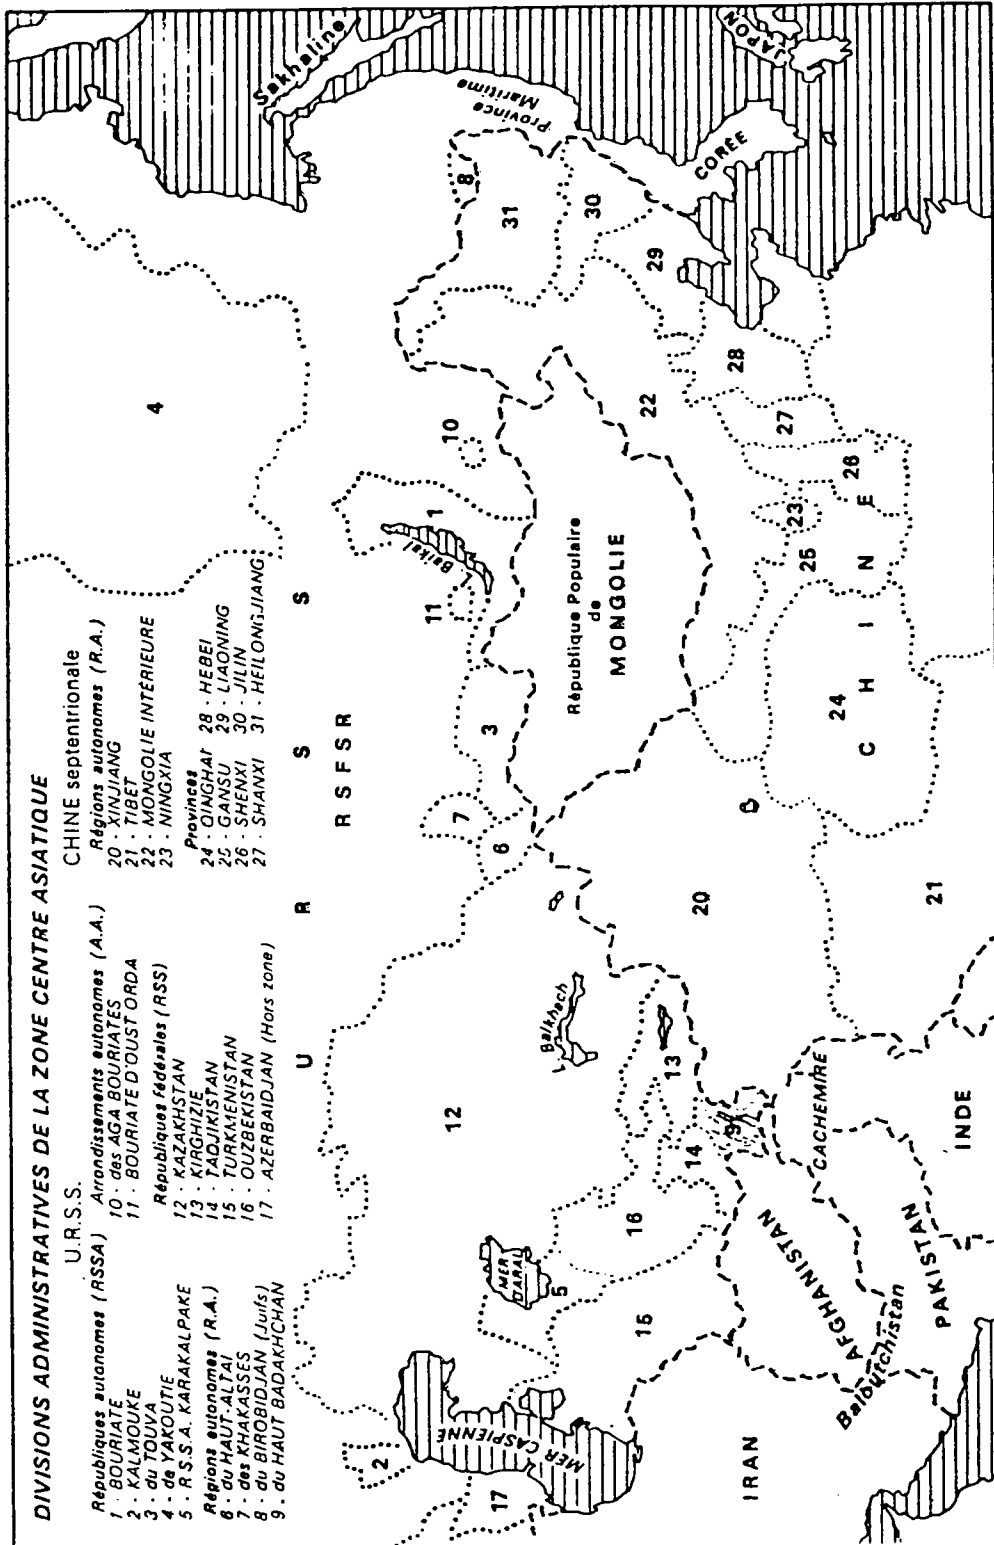 DIVISIONS ADMINISTRATIVES DE LA ZONE CENTRE ASIATIQUE
U.R.S.S.
Républiques autonomes (RSSA)
1 - BOURIATE
2 - KALMOUKE
3 - du TOUVA
4 - de YAKOUTIE
5 - R.S.S.A. KARAKALPAKE
Régions autonomes (R.A.)
6 - du HAUT-ALTAI
7 - des KHAKASSES
8 - du BIROBIDJAN (Juifs)
9 - du HAUT BADAKHCHAN
Arrondissements autonomes (A.A.)
10 - des AGA BOURIATES
11 - BOURIATE D'OUST ORDA
Républiques fédérales (RSS)
12 - KAZAKHSTAN
13 - KIRGHIZIE
14 - TADJIKISTAN
15 - TURKMENISTAN
16 - OUZBEKISTAN
17 - AZERBAIDJAN (Hors zone)
CHINE septentrionale
Régions autonomes (R.A.)
20 - XINJIANG
21 - TIBET
22 - MONGOLIE INTERIEURE
23 - NINGXIA
Provinces
24 - QINGHAI
25 - GANSU
26 - SHENXI
27 - SHANXI
28 - HEBEI
29 - LIAONING
30 - JILIN
31 - HEILONGJIANG
Sakhaline
JAPON
Province
Maritime
CORÉE
8
31
30
29
4
10
1
Baïkal
11
28
22
27
26
23
25
République Populaire
de
MONGOLIE
U R S S
R S F S R
3
7
6
24
C H I N E
20
21
12
Balkhach
13
14
9
CACHEMIRE
INDE
16
MER
D'ARAL
5
15
AFGHANISTAN
PAKISTAN
Baloutchistan
2
MER CASPIENNE
17
IRAN